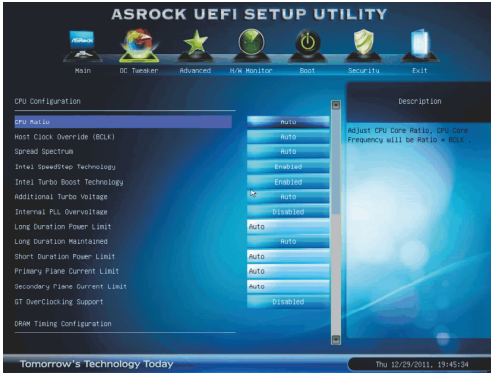 ASROCK UEFI SETUP UTILITY
ASRock
Main OC Tweaker Advanced H/W Monitor Boot Security Exit
CPU Configuration
Description
CPU Ratio Auto
Adjust CPU Core Ratio, CPU Core
Frequency will be Ratio * BCLK .
Host Clock Override (BCLK) Auto
Spread Spectrum Auto
Intel SpeedStep Technology Enabled
Intel Turbo Boost Technology Enabled
Additional Turbo Voltage Auto
Internal PLL Overvoltage Disabled
Long Duration Power Limit Auto
Long Duration Maintained Auto
Short Duration Power Limit Auto
Primary Plane Current Limit Auto
Secondary Plane Current Limit Auto
GT OverClocking Support Disabled
DRAM Timing Configuration
Tomorrow's Technology Today
Thu 12/29/2011, 19:45:34